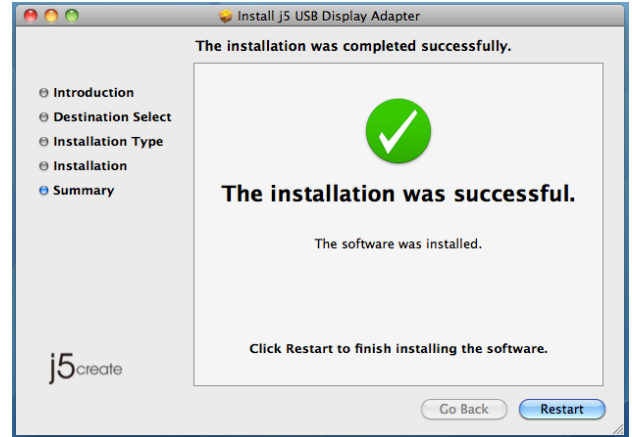 Install j5 USB Display Adapter
The installation was completed successfully.
Introduction
Destination Select
Installation Type
Installation
Summary
The installation was successful.
The software was installed.
Click Restart to finish installing the software.
j5create
Go Back
Restart